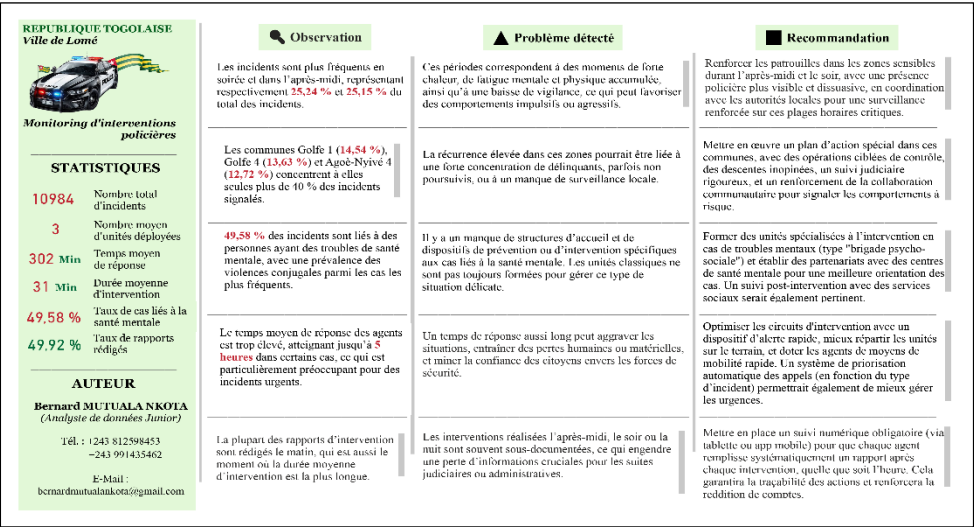 REPUBLIQUE TOGOLAISE
Ville de Lomé
Monitoring d'interventions
policières
STATISTIQUES
10984
Nombre total
d'incidents
3
Nombre moyen
d'unités déployées
302 Min
Temps moyen
de réponse
31 Min
Durée moyenne
d'intervention
49,58 %
Taux de cas liés à la
santé mentale
49,92 %
Taux de rapports
rédigés
AUTEUR
Bernard MUTUALA NKOTA
(Analyste de données Junior)
Tél. : +243 812598453
+243 991435462
E-Mail :
bernardmutualankota@gmail.com
Observation
Problème détecté
Recommandation
Les incidents sont plus fréquents en
soirée et dans l'après-midi, représentant
respectivement 25,24 % et 25,15 % du
total des incidents.
Ces périodes correspondent à des moments de forte
chaleur, de fatigue mentale et physique accumulée,
ainsi qu'à une baisse de vigilance, ce qui peut favoriser
des comportements impulsifs ou agressifs.
Renforcer les patrouilles dans les zones sensibles
durant l'après-midi et le soir, avec une présence
policière plus visible et dissuasive, en coordination
avec les autorités locales pour une surveillance
renforcée sur ces plages horaires critiques.
Les communes Golfe 1 (14,54 %),
Golfe 4 (13,63 %) et Agoè-Nyivé 4
(12,72 %) concentrent à elles
seules plus de 40 % des incidents
signalés.
La récurrence élevée dans ces zones pourrait être liée à
une forte concentration de délinquants, parfois non
poursuivis, ou à un manque de surveillance locale.
Mettre en œuvre un plan d'action spécial dans ces
communes, avec des opérations ciblées de contrôle,
des descentes inopinées, un suivi judiciaire
rigoureux, et un renforcement de la collaboration
communautaire pour signaler les comportements à
risque.
49,58 % des incidents sont liés à des
personnes ayant des troubles de santé
mentale, avec une prévalence des
violences conjugales parmi les cas les
plus fréquents.
Il y a un manque de structures d'accueil et de
dispositifs de prévention ou d'intervention spécifiques
aux cas liés à la santé mentale. Les unités classiques ne
sont pas toujours formées pour gérer ce type de
situation délicate.
Former des unités spécialisées à l'intervention en
cas de troubles mentaux (type "brigade psycho-
sociale") et établir des partenariats avec des centres
de santé mentale pour une meilleure orientation des
cas. Un suivi post-intervention avec des services
sociaux serait également pertinent.
Le temps moyen de réponse des agents
est trop élevé, atteignant jusqu'à 5
heures dans certains cas, ce qui est
particulièrement préoccupant pour des
incidents urgents.
Un temps de réponse aussi long peut aggraver les
situations, entraîner des pertes humaines ou matérielles,
et miner la confiance des citoyens envers les forces de
sécurité.
Optimiser les circuits d'intervention avec un
dispositif d'alerte rapide, mieux répartir les unités
sur le terrain, et doter les agents de moyens de
mobilité rapide. Un système de priorisation
automatique des appels (en fonction du type
d'incident) permettrait également de mieux gérer
les urgences.
La plupart des rapports d'intervention
sont rédigés le matin, qui est aussi le
moment où la durée moyenne
d'intervention est la plus longue.
Les interventions réalisées l'après-midi, le soir ou la
nuit sont souvent sous-documentées, ce qui engendre
une perte d'informations cruciales pour les suites
judiciaires ou administratives.
Mettre en place un suivi numérique obligatoire (via
tablette ou app mobile) pour que chaque agent
remplisse systématiquement un rapport après
chaque intervention, quelle que soit l'heure. Cela
garantira la traçabilité des actions et renforcera la
reddition de comptes.